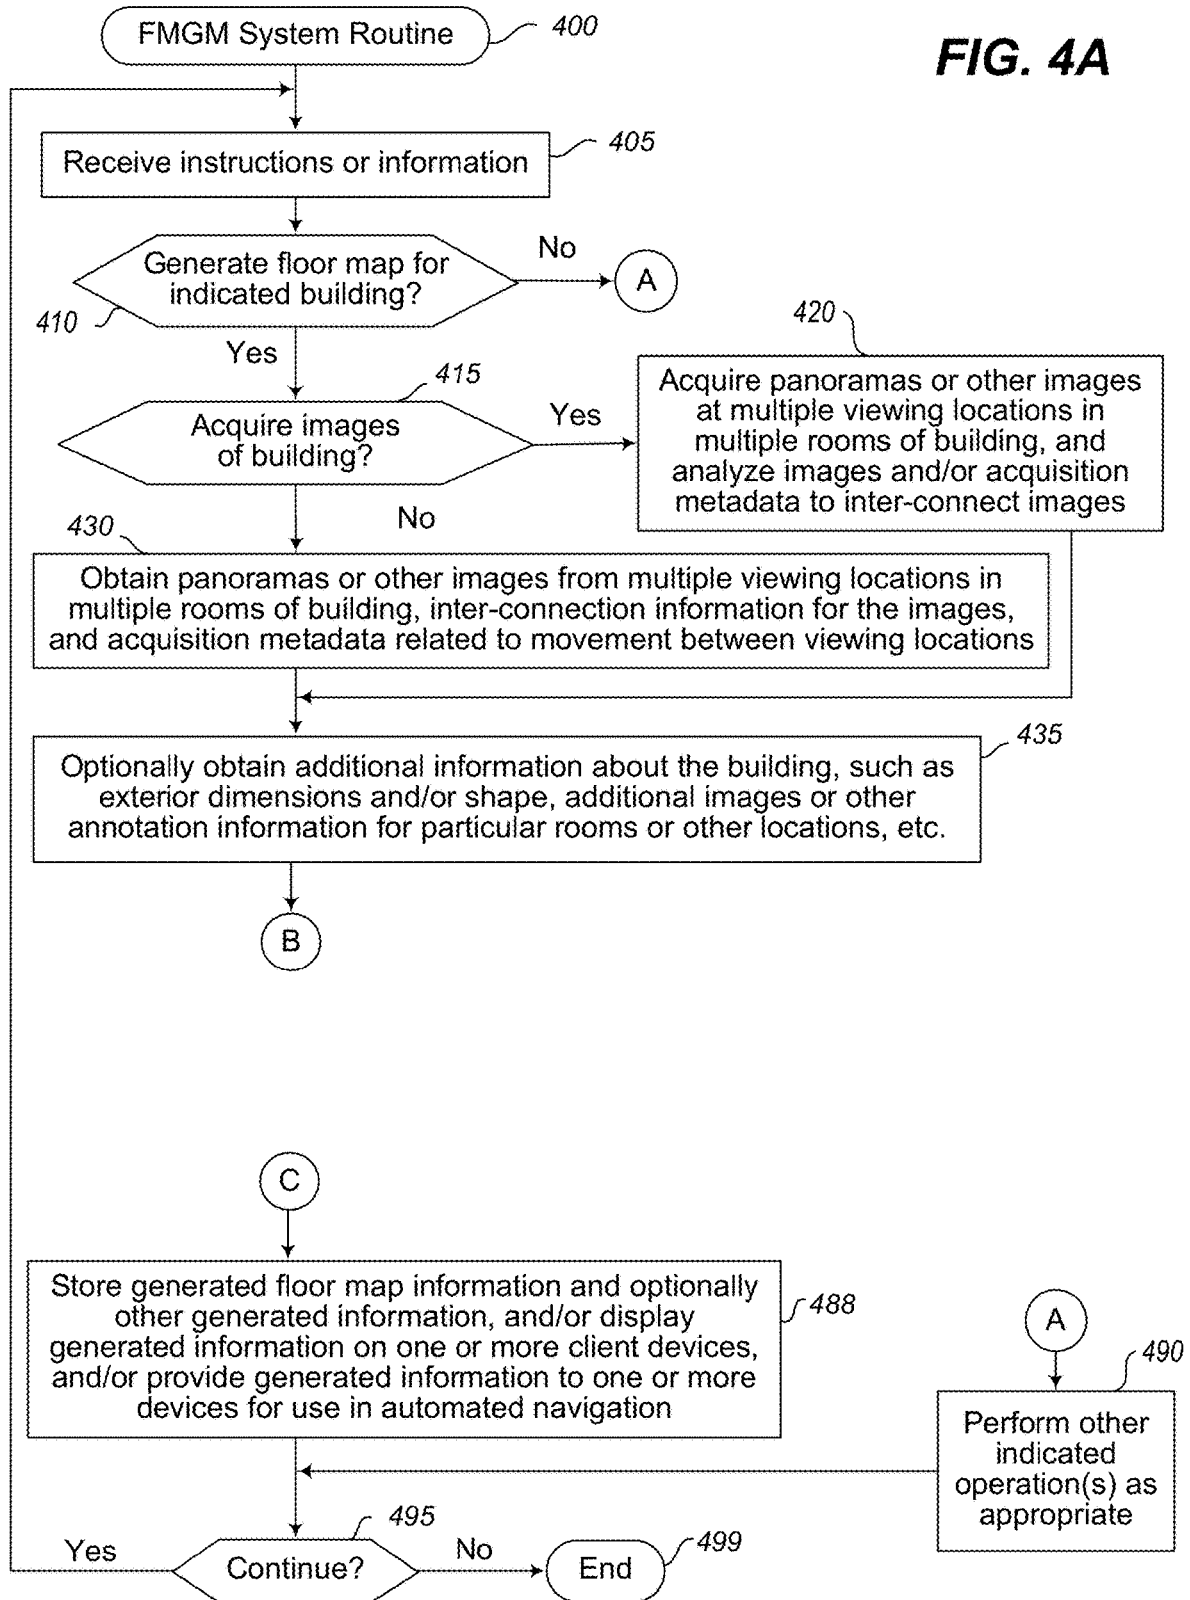 FMGM System Routine
400
FIG. 4A
Receive instructions or information
405
Generate floor map for
indicated building?
410
No
A
Yes
415
Acquire images
of building?
Yes
420
Acquire panoramas or other images
at multiple viewing locations in
multiple rooms of building, and
analyze images and/or acquisition
metadata to inter-connect images
No
430
Obtain panoramas or other images from multiple viewing locations in
multiple rooms of building, inter-connection information for the images,
and acquisition metadata related to movement between viewing locations
435
Optionally obtain additional information about the building, such as
exterior dimensions and/or shape, additional images or other
annotation information for particular rooms or other locations, etc.
B
C
Store generated floor map information and optionally
other generated information, and/or display
generated information on one or more client devices,
and/or provide generated information to one or more
devices for use in automated navigation
488
A
490
Perform other
indicated
operation(s) as
appropriate
495
Yes
Continue?
No
End
499